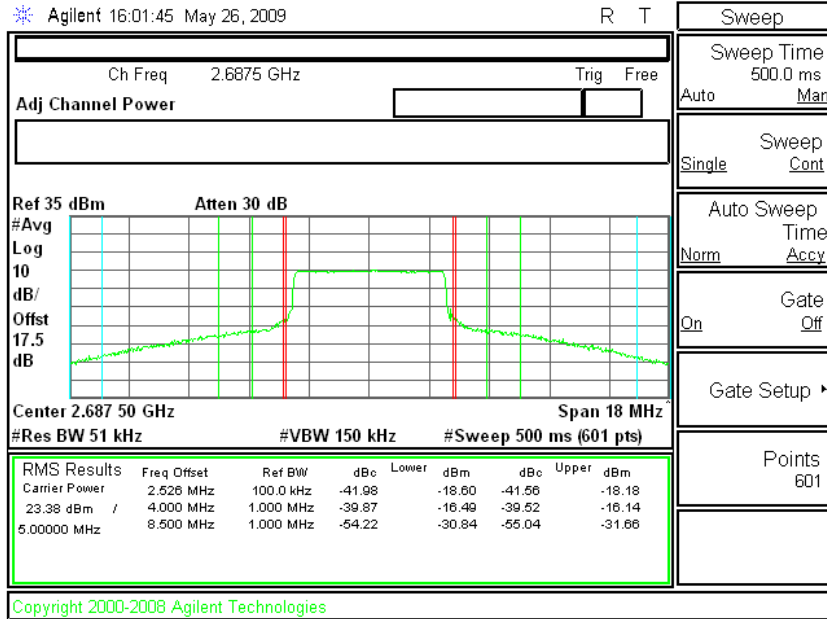 Agilent 16:01:45 May 26, 2009 R T
Ch Freq 2.6875 GHz Trig Free
Adj Channel Power
Ref 35 dBm Atten 30 dB
#Avg
Log
10
dB/
Offst
17.5
dB
Center 2.687 50 GHz Span 18 MHz
#Res BW 51 kHz #VBW 150 kHz #Sweep 500 ms (601 pts)
RMS Results Freq Offset Ref BW dBc Lower dBm dBc Upper dBm
Carrier Power 2.526 MHz 100.0 kHz -41.98 -18.60 -41.56 -18.18
23.38 dBm / 4.000 MHz 1.000 MHz -39.87 -16.49 -39.52 -16.14
5.00000 MHz 8.500 MHz 1.000 MHz -54.22 -30.84 -55.04 -31.66
Copyright 2000-2008 Agilent Technologies
Sweep
Sweep Time
500.0 ms
Auto Man
Sweep
Single Cont
Auto Sweep
Time
Norm Accy
Gate
On Off
Gate Setup
Points
601